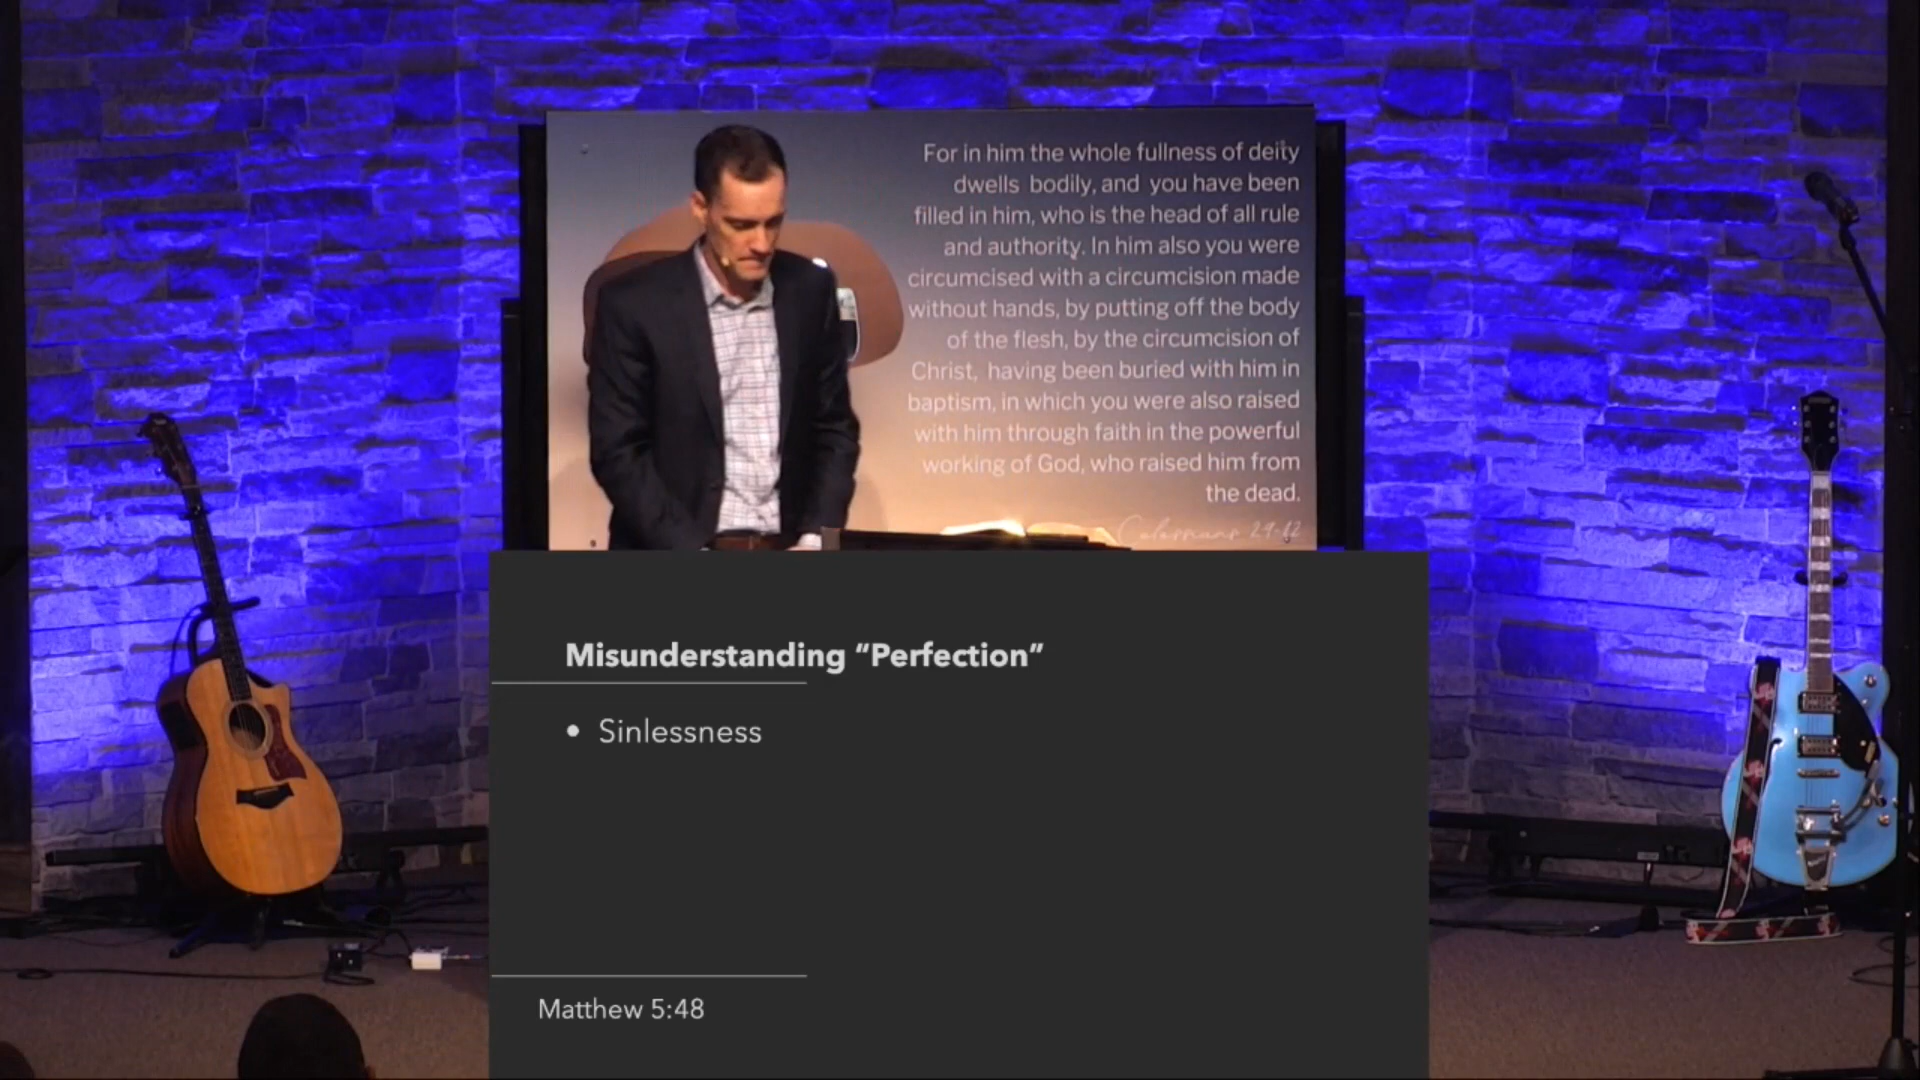 For in him the whole fullness of deity
dwells bodily, and you have been
filled in him, who is the head of all rule
and authority. In him also you were
circumcised with a circumcision made
without hands, by putting off the body
of the flesh, by the circumcision of
Christ, having been buried with him in
baptism, in which you were also raised
with him through faith in the powerful
working of God, who raised him from
the dead.
Misunderstanding “Perfection”
• Sinlessness
Matthew 5:48